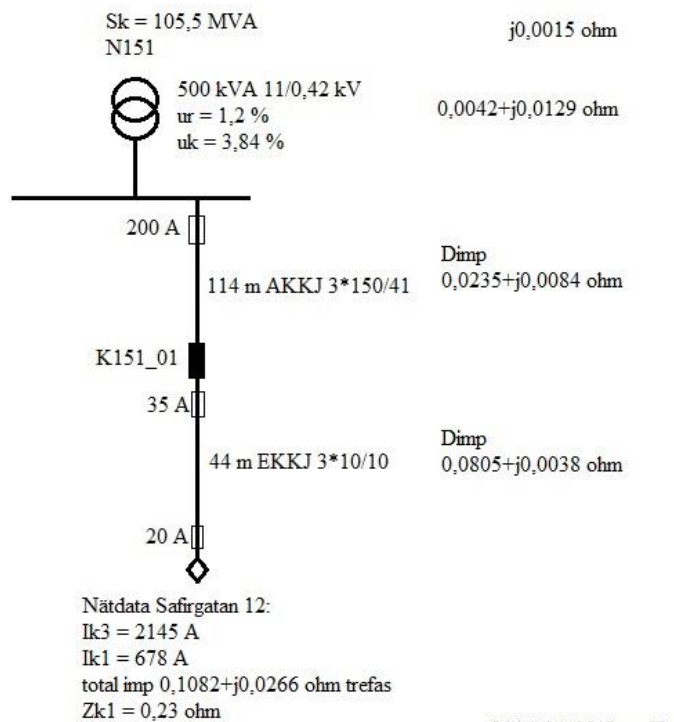 Sk = 105,5 MVA
j0,0015 ohm
N151
500 kVA 11/0,42 kV
ur = 1,2 %
uk = 3,84 %
0,0042+j0,0129 ohm
200 A
114 m AKKJ 3*150/41
Dimp
0,0235+j0,0084 ohm
K151_01
35 A
44 m EKKJ 3*10/10
Dimp
0,0805+j0,0038 ohm
20 A
Nätdata Safirgatan 12:
Ik3 = 2145 A
Ik1 = 678 A
total imp 0,1082+j0,0266 ohm trefas
Zk1 = 0,23 ohm